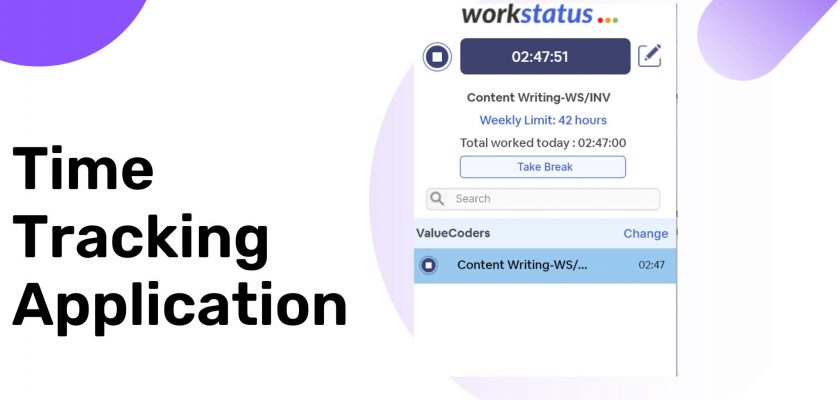 Time
Tracking
Application
workstatus...
02:47:51
Content Writing-WS/INV
Weekly Limit: 42 hours
Total worked today : 02:47:00
Take Break
Search
ValueCoders Change
Content Writing-WS/... 02:47